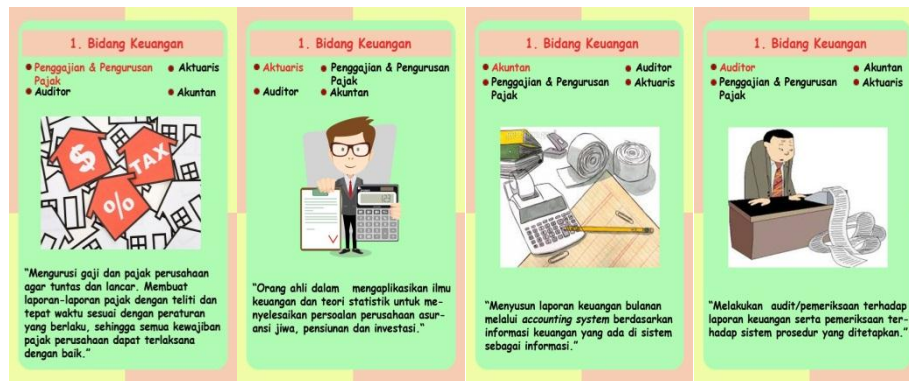 1. Bidang Keuangan
Penggajian & Pengurusan
Pajak
Aktuaris
Auditor
Akuntan
$
TAX
%
"Mengurusi gaji dan pajak perusahaan
agar tuntas dan lancar. Membuat
laporan-laporan pajak dengan teliti dan
tepat waktu sesuai dengan peraturan
yang berlaku, sehingga semua kewajiban
pajak perusahaan dapat terlaksana
dengan baik."
1. Bidang Keuangan
Aktuaris
Penggajian & Pengurusan
Pajak
Auditor
Akuntan
"Orang ahli dalam mengaplikasikan ilmu
keuangan dan teori statistik untuk me-
nyelesaikan persoalan perusahaan asur-
ansi jiwa, pensiunan dan investasi."
1. Bidang Keuangan
Akuntan
Auditor
Penggajian & Pengurusan
Pajak
Aktuaris
"Menyusun laporan keuangan bulanan
melalui accounting system berdasarkan
informasi keuangan yang ada di sistem
sebagai informasi."
1. Bidang Keuangan
Auditor
Akuntan
Penggajian & Pengurusan
Pajak
Aktuaris
"Melakukan audit/pemeriksaan terhadap
laporan keuangan serta pemeriksaan ter-
hadap sistem prosedur yang ditetapkan."